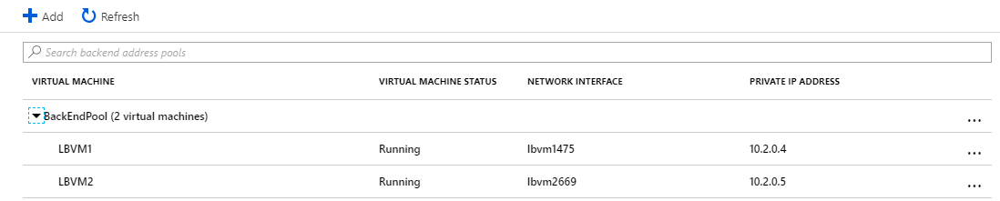 Add Refresh
Search backend address pools
VIRTUAL MACHINE VIRTUAL MACHINE STATUS NETWORK INTERFACE PRIVATE IP ADDRESS
BackEndPool (2 virtual machines) ...
LBVM1 Running lbvm1475 10.2.0.4 ...
LBVM2 Running lbvm2669 10.2.0.5 ...